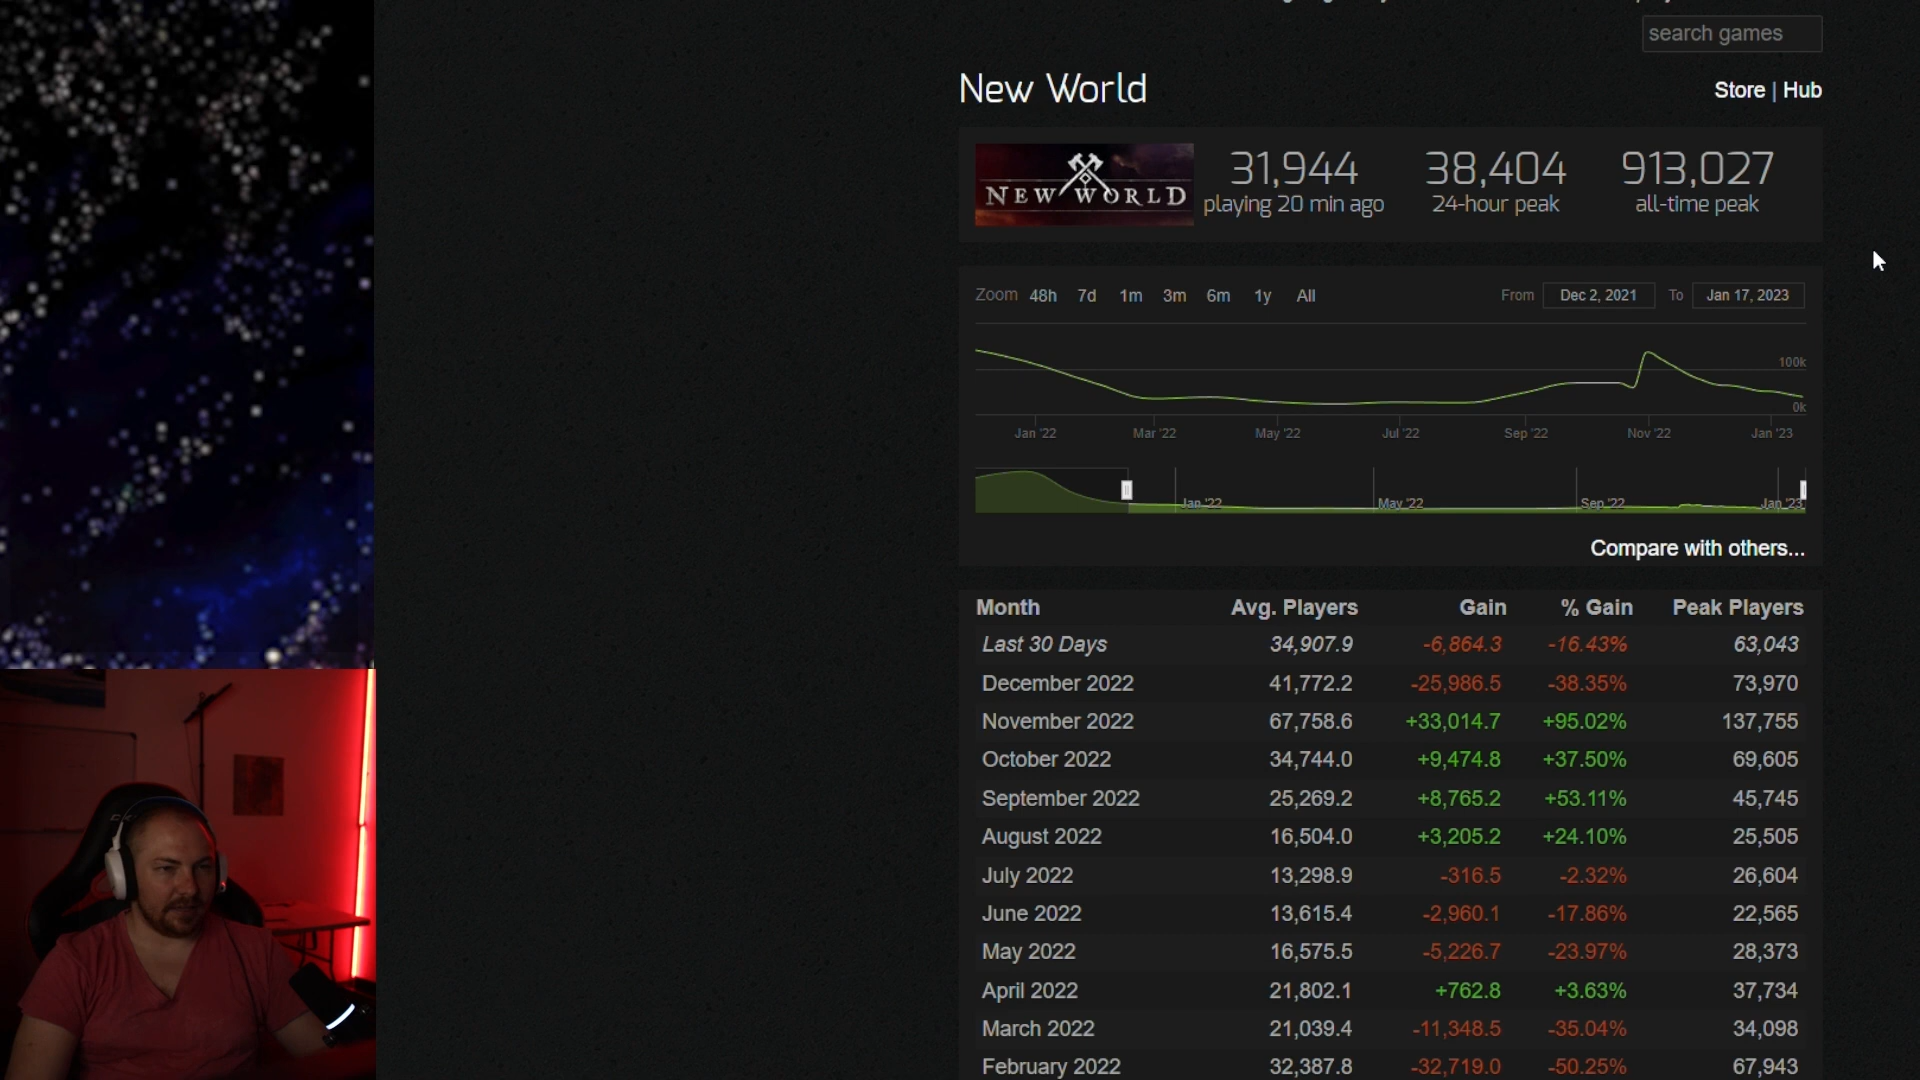 search games
New World
Store | Hub
NEW WORLD
31,944
playing 20 min ago
38,404
24-hour peak
913,027
all-time peak
Zoom 48h 7d 1m 3m 6m 1y All
From Dec 2, 2021 To Jan 17, 2023
100k
0k
Jan '22 Mar '22 May '22 Jul '22 Sep '22 Nov '22 Jan '23
Jan '22 May '22 Sep '22 Jan '23
Compare with others...
Month Avg. Players Gain % Gain Peak Players
Last 30 Days 34,907.9 -6,864.3 -16.43% 63,043
December 2022 41,772.2 -25,986.5 -38.35% 73,970
November 2022 67,758.6 +33,014.7 +95.02% 137,755
October 2022 34,744.0 +9,474.8 +37.50% 69,605
September 2022 25,269.2 +8,765.2 +53.11% 45,745
August 2022 16,504.0 +3,205.2 +24.10% 25,505
July 2022 13,298.9 -316.5 -2.32% 26,604
June 2022 13,615.4 -2,960.1 -17.86% 22,565
May 2022 16,575.5 -5,226.7 -23.97% 28,373
April 2022 21,802.1 +762.8 +3.63% 37,734
March 2022 21,039.4 -11,348.5 -35.04% 34,098
February 2022 32,387.8 -32,719.0 -50.25% 67,943